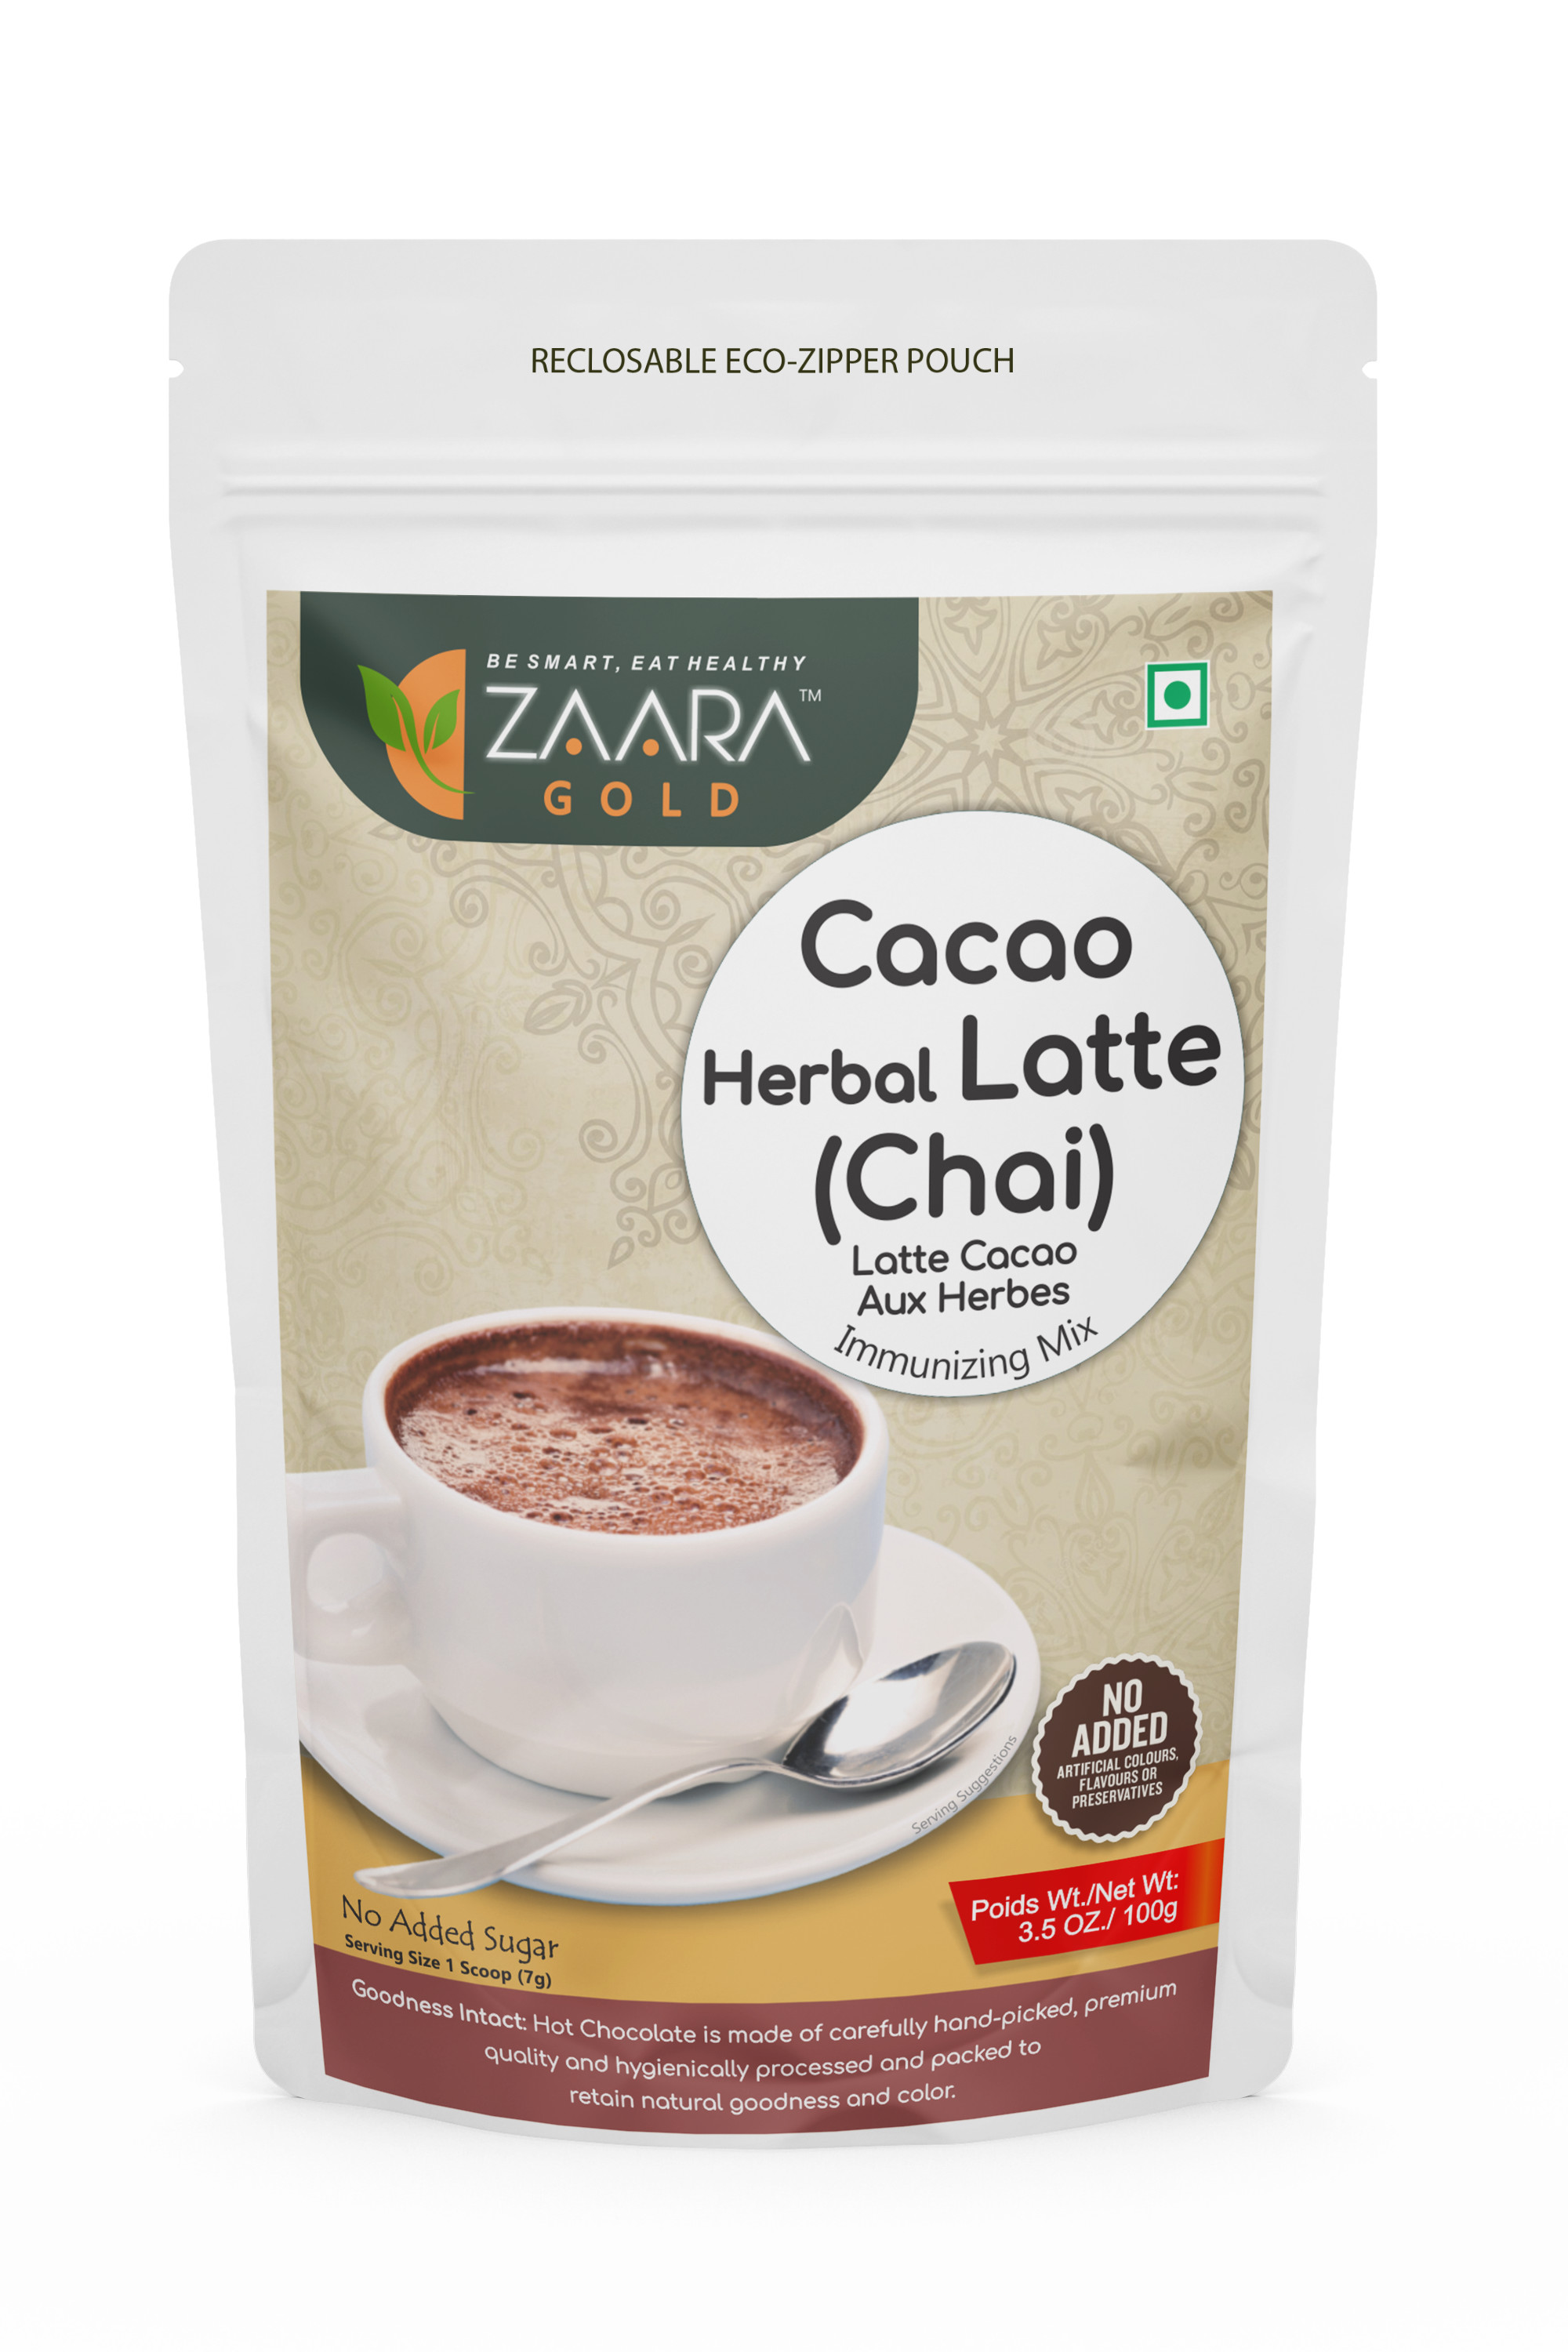 RECLOSABLE ECO-ZIPPER POUCH
BE SMART, EAT HEALTHY
ZAARA™
GOLD
Cacao
Herbal Latte
(Chai)
Latte Cacao
Aux Herbes
Immunizing Mix
Serving Suggestions
NO
ADDED
ARTIFICIAL COLOURS,
FLAVOURS OR
PRESERVATIVES
Poids Wt./Net Wt:
3.5 OZ./ 100g
No Added Sugar
Serving Size 1 Scoop (7g)
Goodness Intact: Hot Chocolate is made of carefully hand-picked, premium
quality and hygienically processed and packed to
retain natural goodness and color.